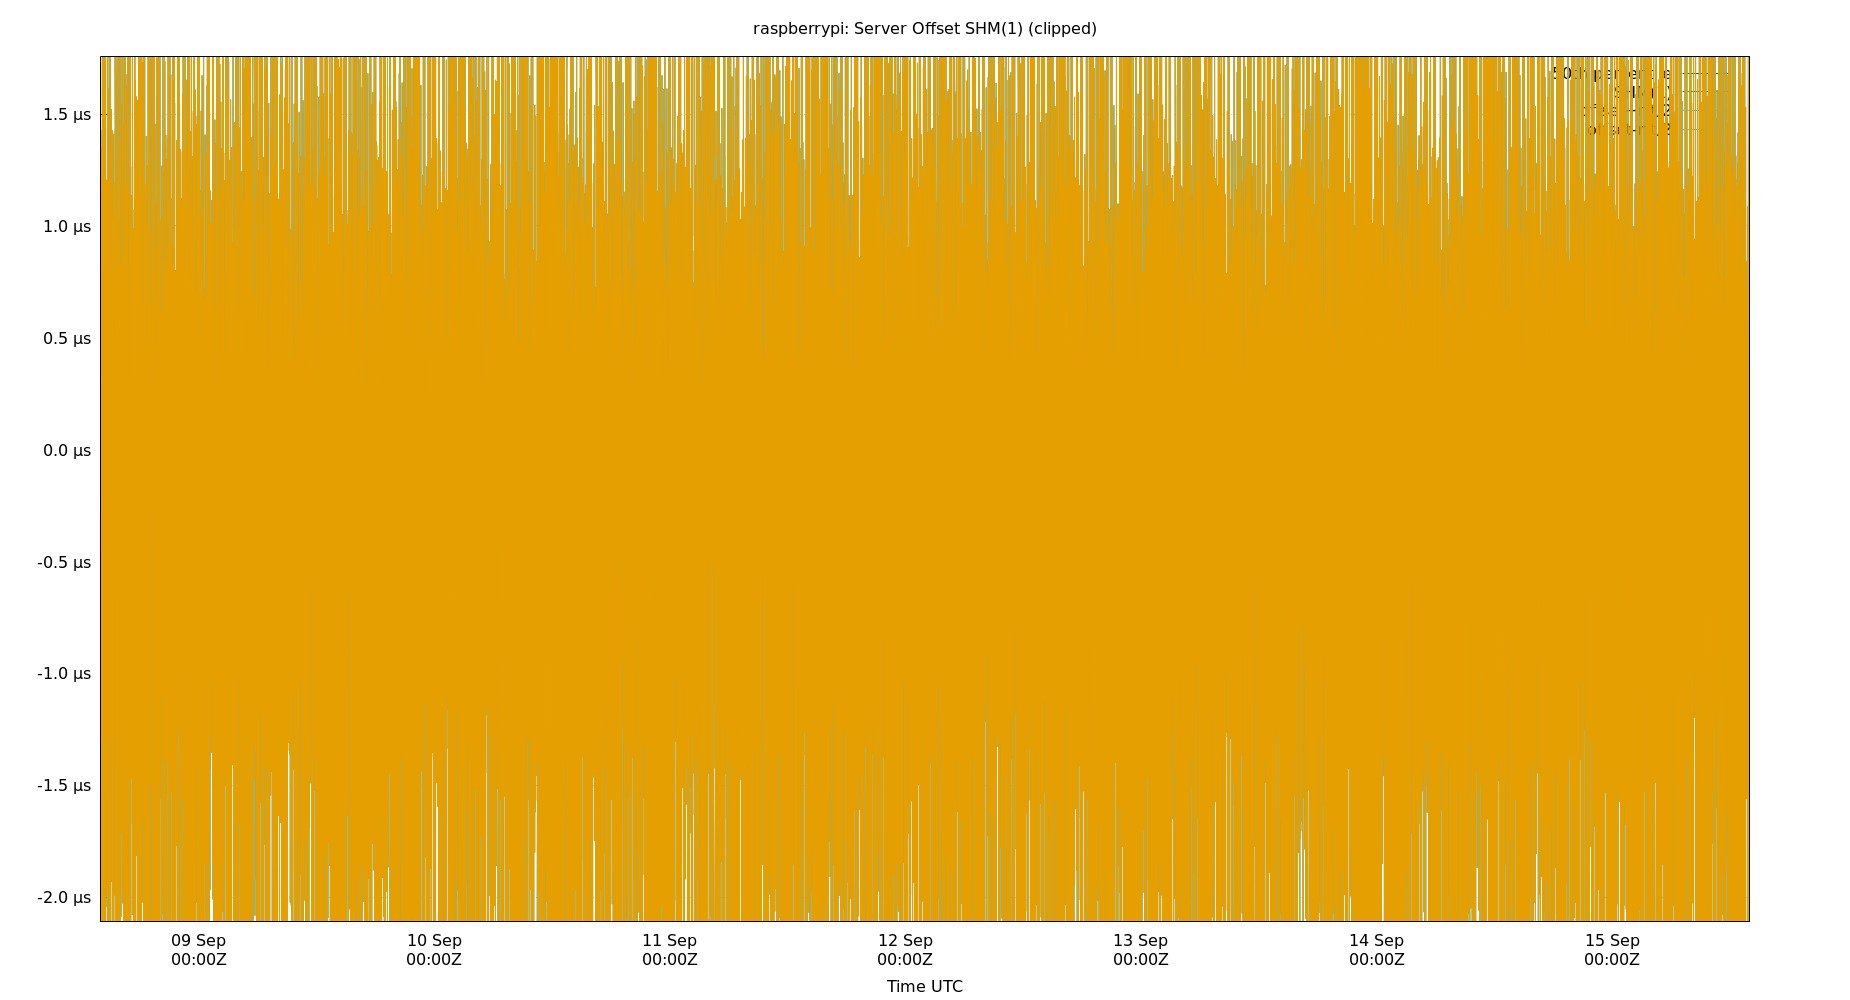 raspberrypi: Server Offset SHM(1) (clipped)
1.5 µs
1.0 µs
0.5 µs
0.0 µs
-0.5 µs
-1.0 µs
-1.5 µs
-2.0 µs
09 Sep 10 Sep 11 Sep 12 Sep 13 Sep 14 Sep 15 Sep
00:00Z 00:00Z 00:00Z 00:00Z 00:00Z 00:00Z 00:00Z
Time UTC